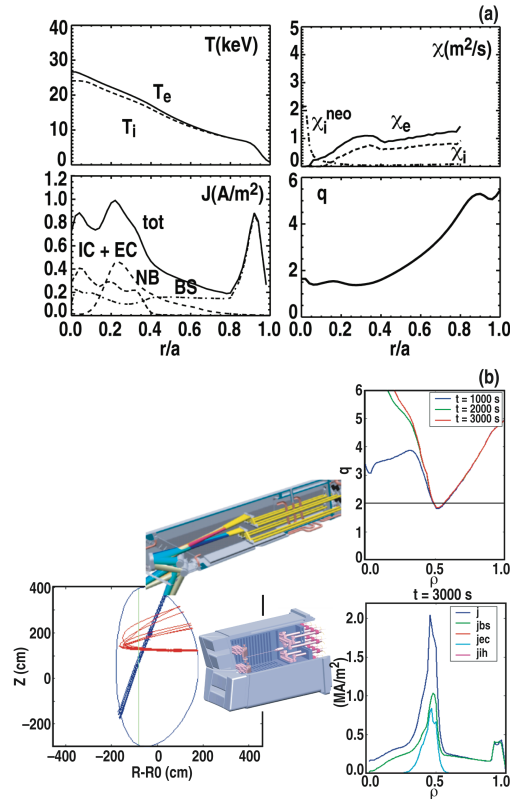 (a)
T(keV)
χ(m²/s)
40
30
20
10
0
Te
Ti
5
4
3
2
1
0
χi^neo
χe
χi
J(A/m²)
q
1.2
1.0
0.8
0.6
0.4
0.2
0.0
tot
IC + EC
NB
BS
6
4
2
0
0.0 0.2 0.4 0.6 0.8 1.0
r/a
0.0 0.2 0.4 0.6 0.8 1.0
r/a
(b)
t = 1000 s
t = 2000 s
t = 3000 s
6
5
4
3
2
1
0
q
0.0 0.5 1.0
ρ
400
200
0
−200
Z (cm)
−400 −200 0 200 400
R-R0 (cm)
t = 3000 s
j
jbs
jec
jih
2.0
1.5
1.0
0.5
0.0
(MA/m²)
0.0 0.5 1.0
ρ